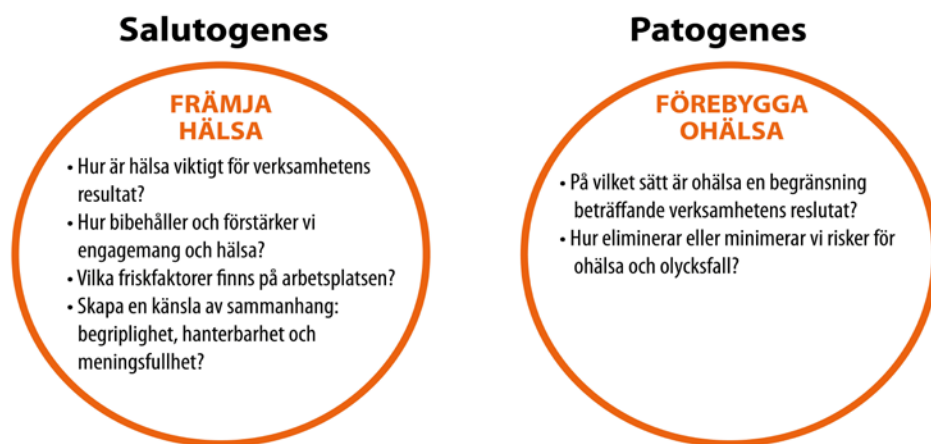 Salutogenes
FRÄMJA
HÄLSA
• Hur är hälsa viktigt för verksamhetens
resultat?
• Hur bibehåller och förstärker vi
engagemang och hälsa?
• Vilka friskfaktorer finns på arbetsplatsen?
• Skapa en känsla av sammanhang:
begriplighet, hanterbarhet och
meningsfullhet?
Patogenes
FÖREBYGGA
OHÄLSA
• På vilket sätt är ohälsa en begränsning
beträffande verksamhetens reslutat?
• Hur eliminerar eller minimerar vi risker för
ohälsa och olycksfall?